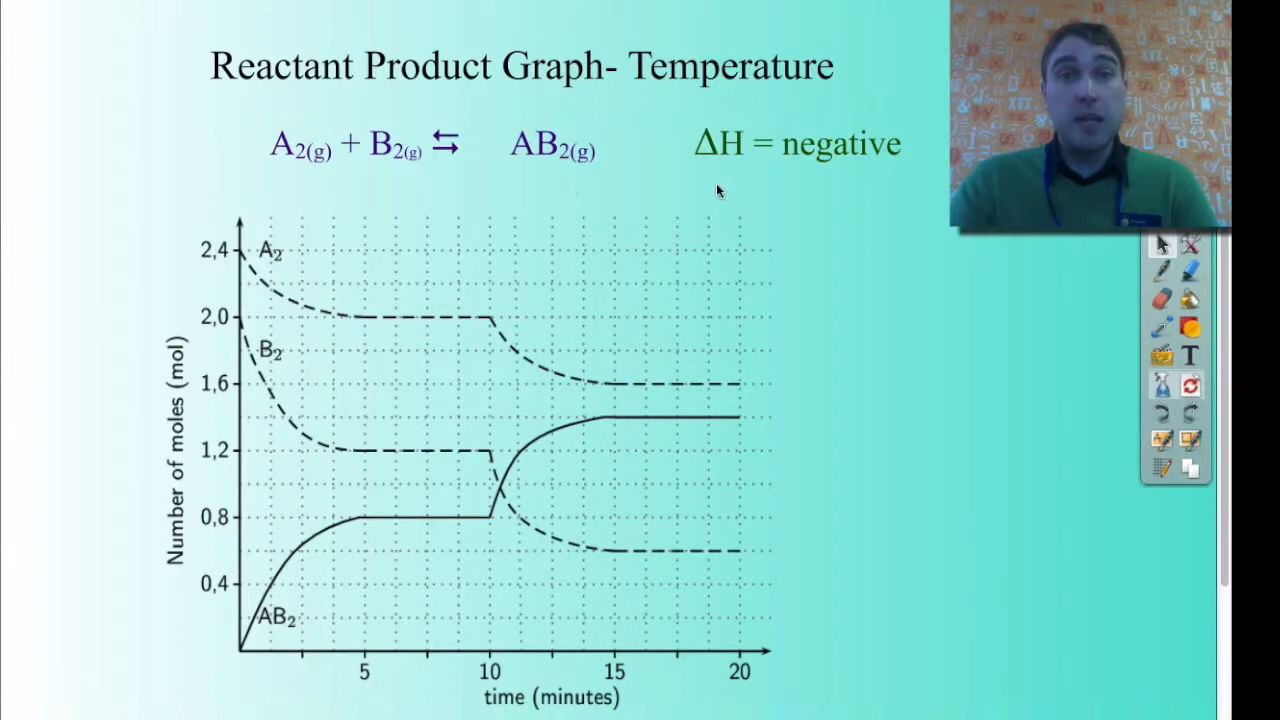 Reactant Product Graph- Temperature
A2(g) + B2(g) ⇆ AB2(g) ΔH = negative
2,4
A2
2,0
B2
1,6
1,2
0.8
0,4
AB2
Number of moles (mol)
5 10 15 20
time (minutes)
T